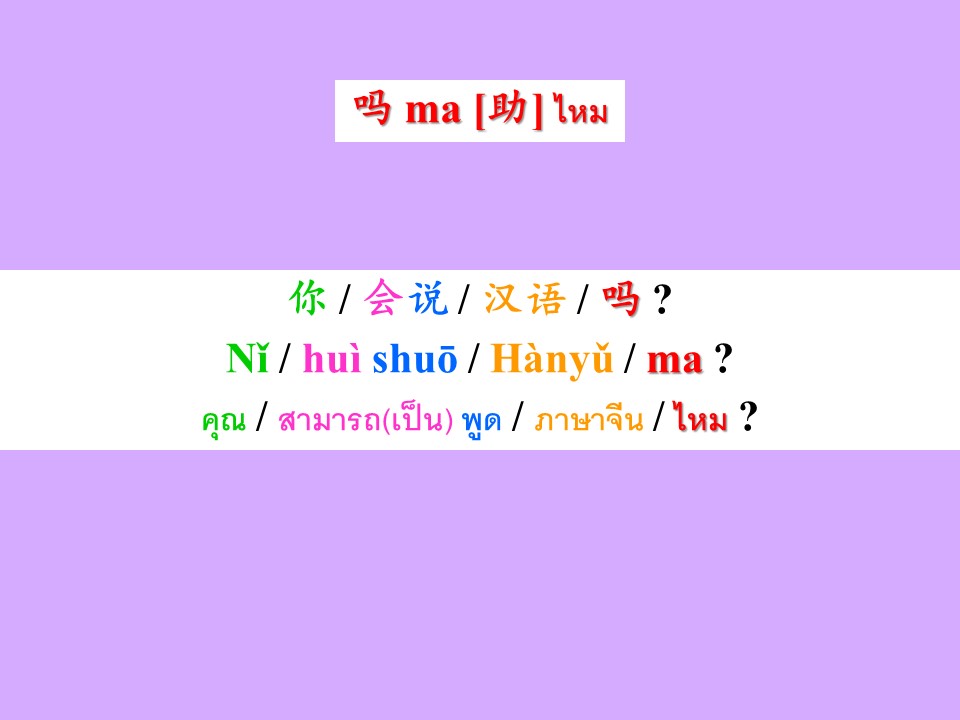 吗 ma [助] ไหม
你 / 会说 / 汉语 / 吗 ?
Nǐ / huì shuō / Hànyǔ / ma ?
คุณ / สามารถ(เป็น) พูด / ภาษาจีน / ไหม ?